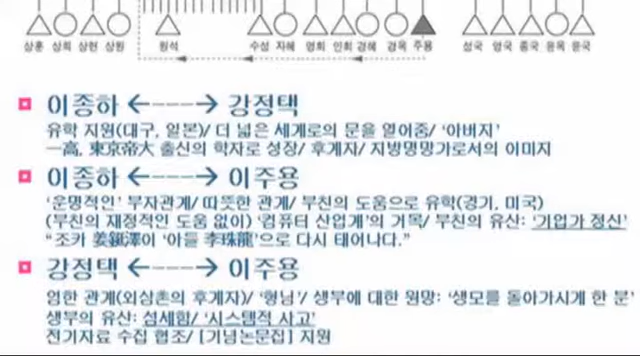 상훈 상희 상현 상원 원석 수성 자혜 영희 인희 경혜 경옥 주용 성국 영국 종국 윤옥 윤국
이종하 <----> 강정택
유학 지원(대구, 일본)/ 더 넓은 세계로의 문을 열어줌/ '아버지'
一高, 東京帝大 출신의 학자로 성장/ 후계자/ 지방명망가로서의 이미지
이종하 <----> 이주용
'운명적인' 부자관계/ 따뜻한 관계/ 부친의 도움으로 유학(경기, 미국)
(부친의 재정적인 도움 없이) '컴퓨터 산업계'의 거목/ 부친의 유산: '기업가 정신'
"조카 姜鋌澤이 '아들 李珠龍'으로 다시 태어나다."
강정택 <----> 이주용
엄한 관계(외삼촌의 후계자)/ '형님'/ 생부에 대한 원망: '생모를 돌아가시게 한 분'
생부의 유산: 섬세함/ '시스템적 사고'
전기자료 수집 협조/ [기념논문집] 지원